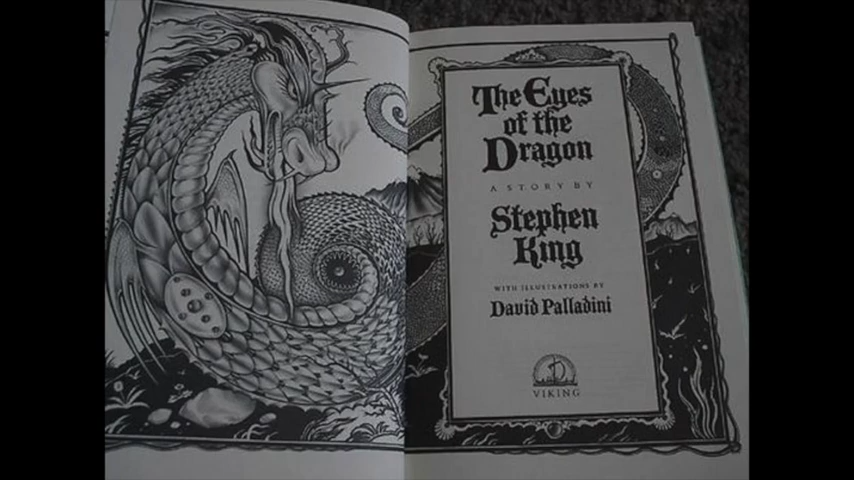 The Eyes
of the
Dragon
A STORY BY
Stephen
King
WITH ILLUSTRATIONS BY
David Palladini
VIKING